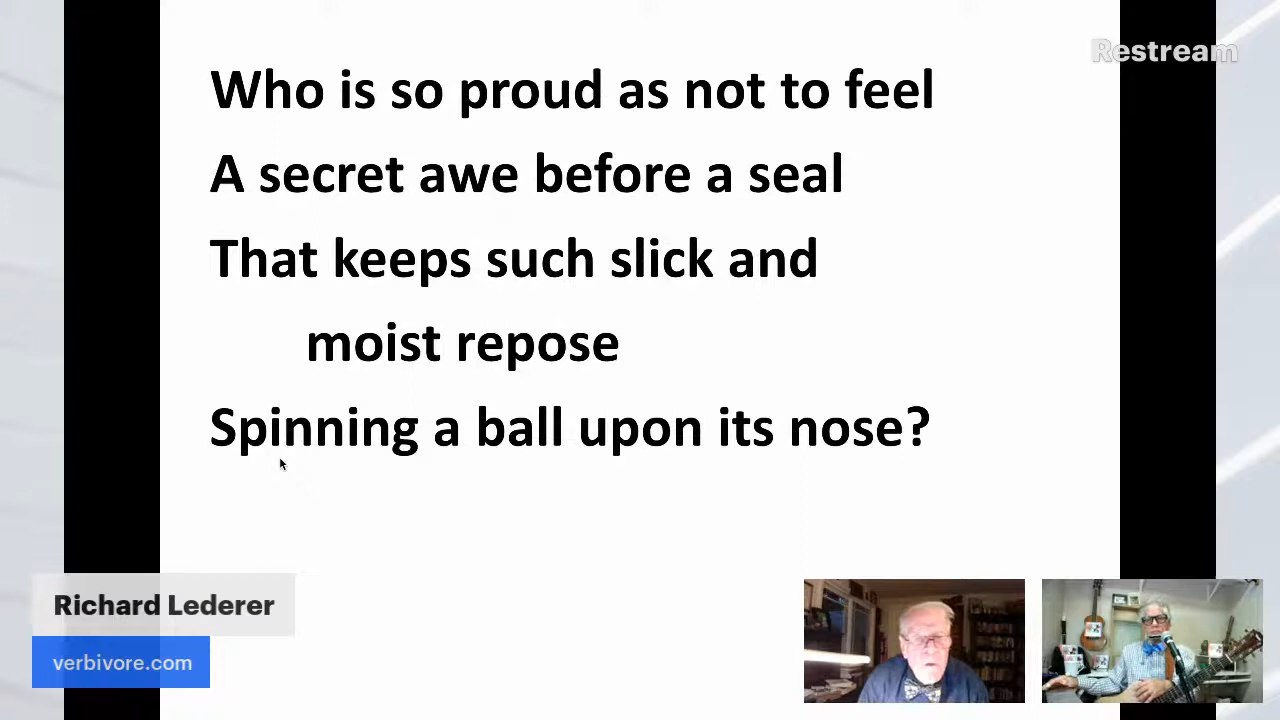 Restream
Who is so proud as not to feel
A secret awe before a seal
That keeps such slick and
moist repose
Spinning a ball upon its nose?
Richard Lederer
verbivore.com